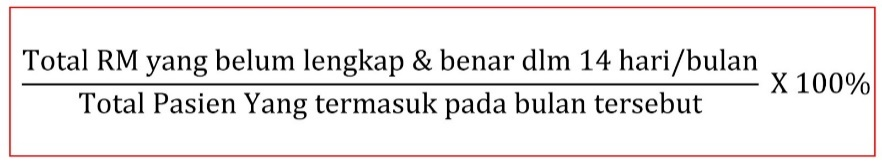 Total RM yang belum lengkap & benar dlm 14 hari/bulan
Total Pasien Yang termasuk pada bulan tersebut
X 100%